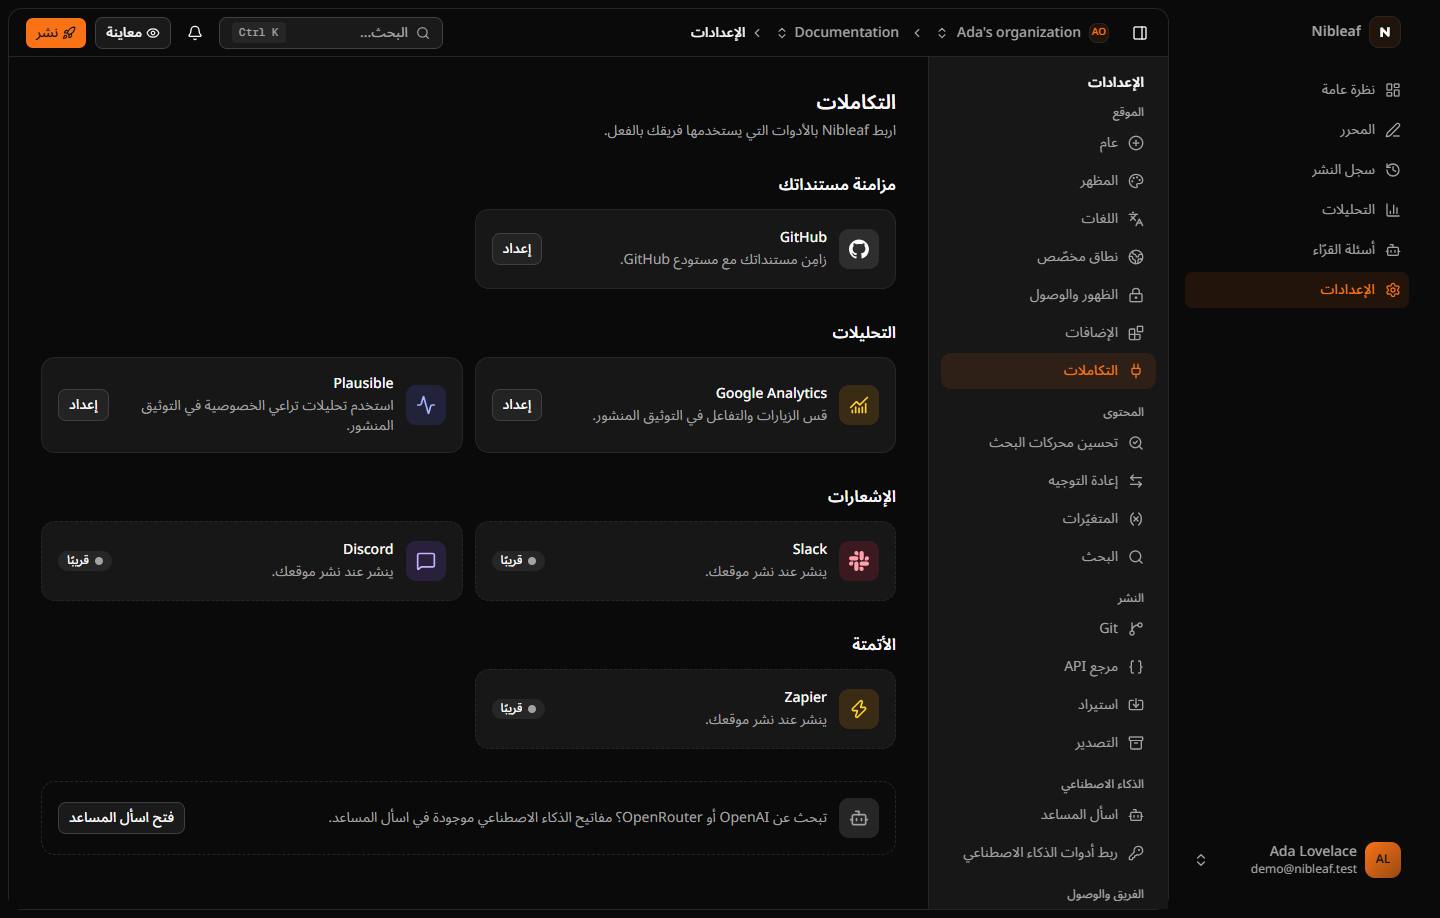 Nibleaf
N
نظرة عامة
المحرر
سجل النشر
التحليلات
أسئلة القرّاء
الإعدادات
Ada Lovelace
demo@nibleaf.test
AL
AO
Ada's organization
Documentation
الإعدادات
البحث...
Ctrl K
معاينة
نشر
الإعدادات
الموقع
عام
المظهر
اللغات
نطاق مخصّص
الظهور والوصول
الإضافات
التكاملات
المحتوى
تحسين محركات البحث
إعادة التوجيه
المتغيّرات
البحث
النشر
Git
مرجع API
استيراد
التصدير
الذكاء الاصطناعي
اسأل المساعد
ربط أدوات الذكاء الاصطناعي
الفريق والوصول
التكاملات
اربط Nibleaf بالأدوات التي يستخدمها فريقك بالفعل.
مزامنة مستنداتك
GitHub
زامِن مستنداتك مع مستودع GitHub.
إعداد
التحليلات
Google Analytics
قس الزيارات والتفاعل في التوثيق المنشور.
إعداد
Plausible
استخدم تحليلات تراعي الخصوصية في التوثيق
المنشور.
إعداد
الإشعارات
Slack
ينشر عند نشر موقعك.
قريبًا
Discord
ينشر عند نشر موقعك.
قريبًا
الأتمتة
Zapier
ينشر عند نشر موقعك.
قريبًا
تبحث عن OpenAI أو OpenRouter؟ مفاتيح الذكاء الاصطناعي موجودة في اسأل المساعد.
فتح اسأل المساعد